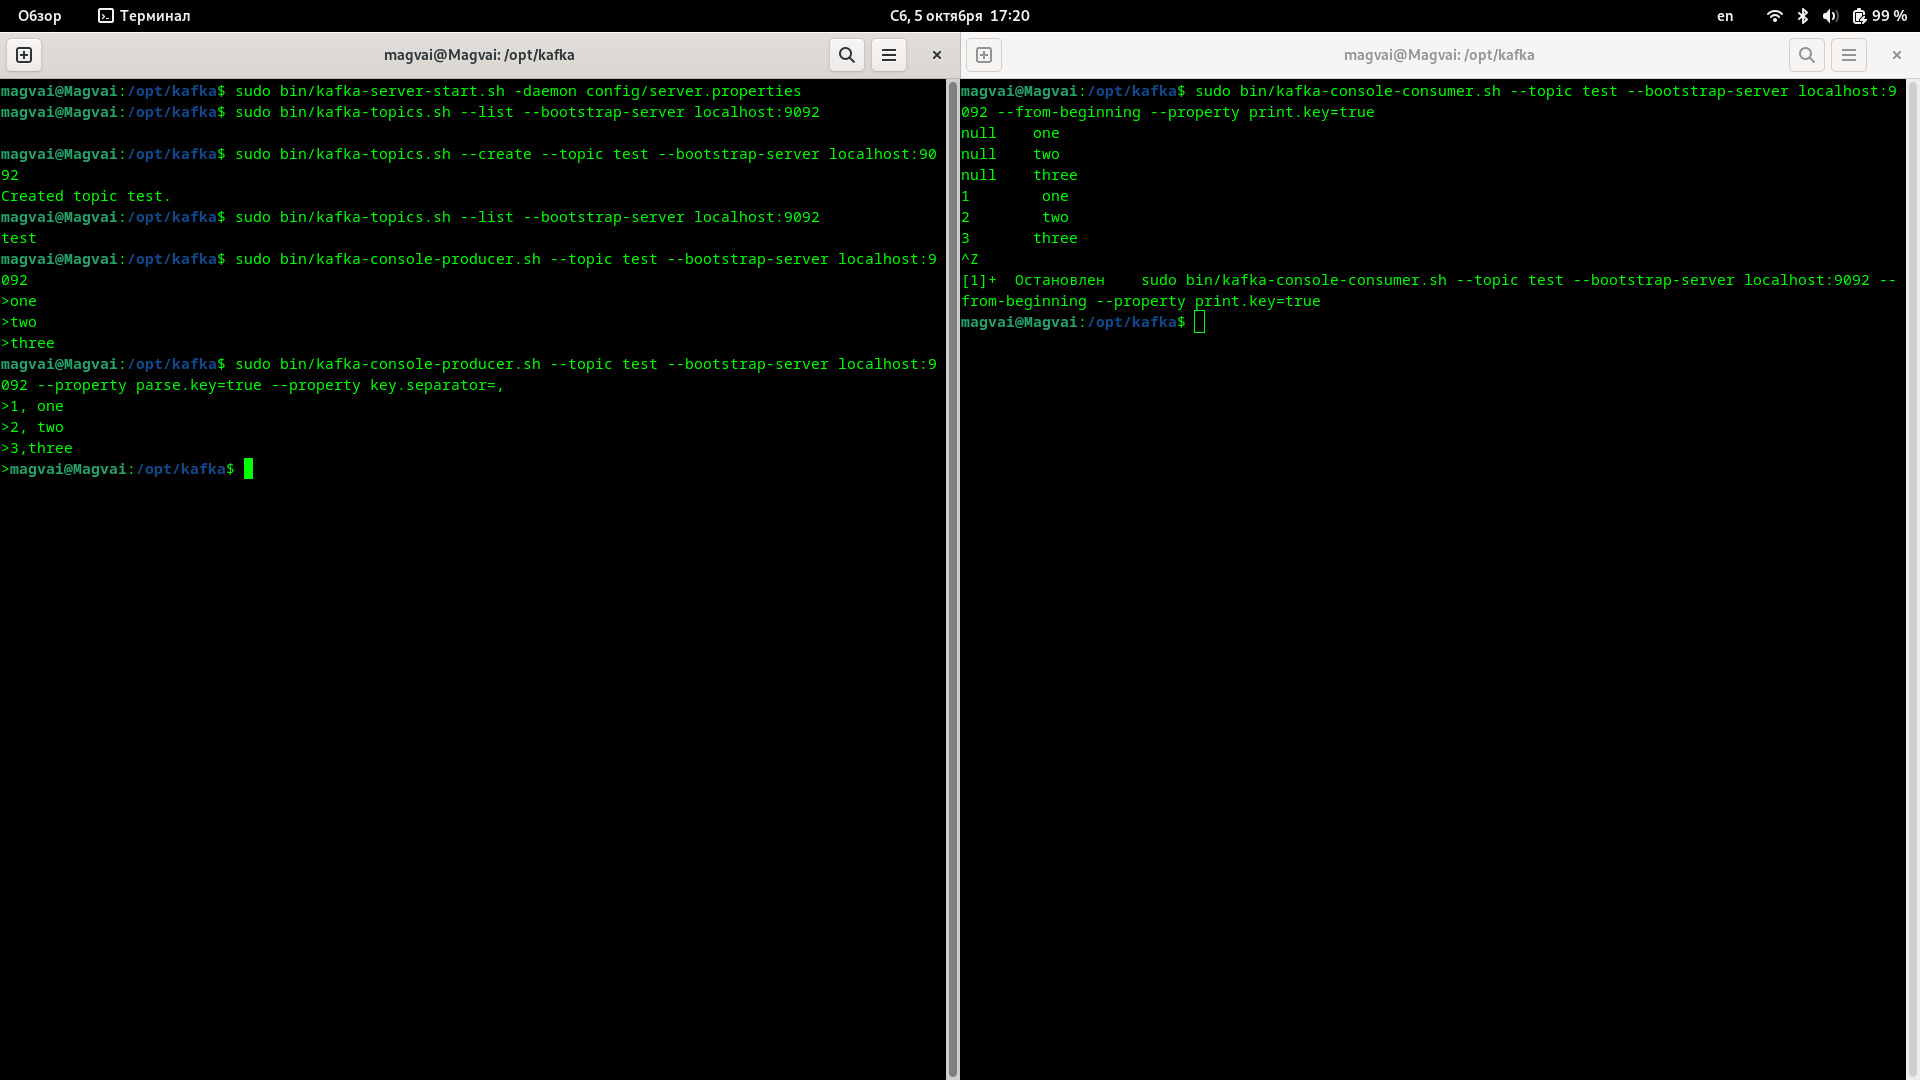 Обзор Терминал Сб, 5 октября 17:20 en 99 %
magvai@Magvai: /opt/kafka
magvai@Magvai:/opt/kafka$ sudo bin/kafka-server-start.sh -daemon config/server.properties
magvai@Magvai:/opt/kafka$ sudo bin/kafka-topics.sh --list --bootstrap-server localhost:9092
magvai@Magvai:/opt/kafka$ sudo bin/kafka-topics.sh --create --topic test --bootstrap-server localhost:90
92
Created topic test.
magvai@Magvai:/opt/kafka$ sudo bin/kafka-topics.sh --list --bootstrap-server localhost:9092
test
magvai@Magvai:/opt/kafka$ sudo bin/kafka-console-producer.sh --topic test --bootstrap-server localhost:9
092
>one
>two
>three
magvai@Magvai:/opt/kafka$ sudo bin/kafka-console-producer.sh --topic test --bootstrap-server localhost:9
092 --property parse.key=true --property key.separator=,
>1, one
>2, two
>3,three
>magvai@Magvai:/opt/kafka$
magvai@Magvai: /opt/kafka
magvai@Magvai:/opt/kafka$ sudo bin/kafka-console-consumer.sh --topic test --bootstrap-server localhost:9
092 --from-beginning --property print.key=true
null    one
null    two
null    three
1        one
2        two
3       three
^Z
[1]+  Остановлен    sudo bin/kafka-console-consumer.sh --topic test --bootstrap-server localhost:9092 --
from-beginning --property print.key=true
magvai@Magvai:/opt/kafka$